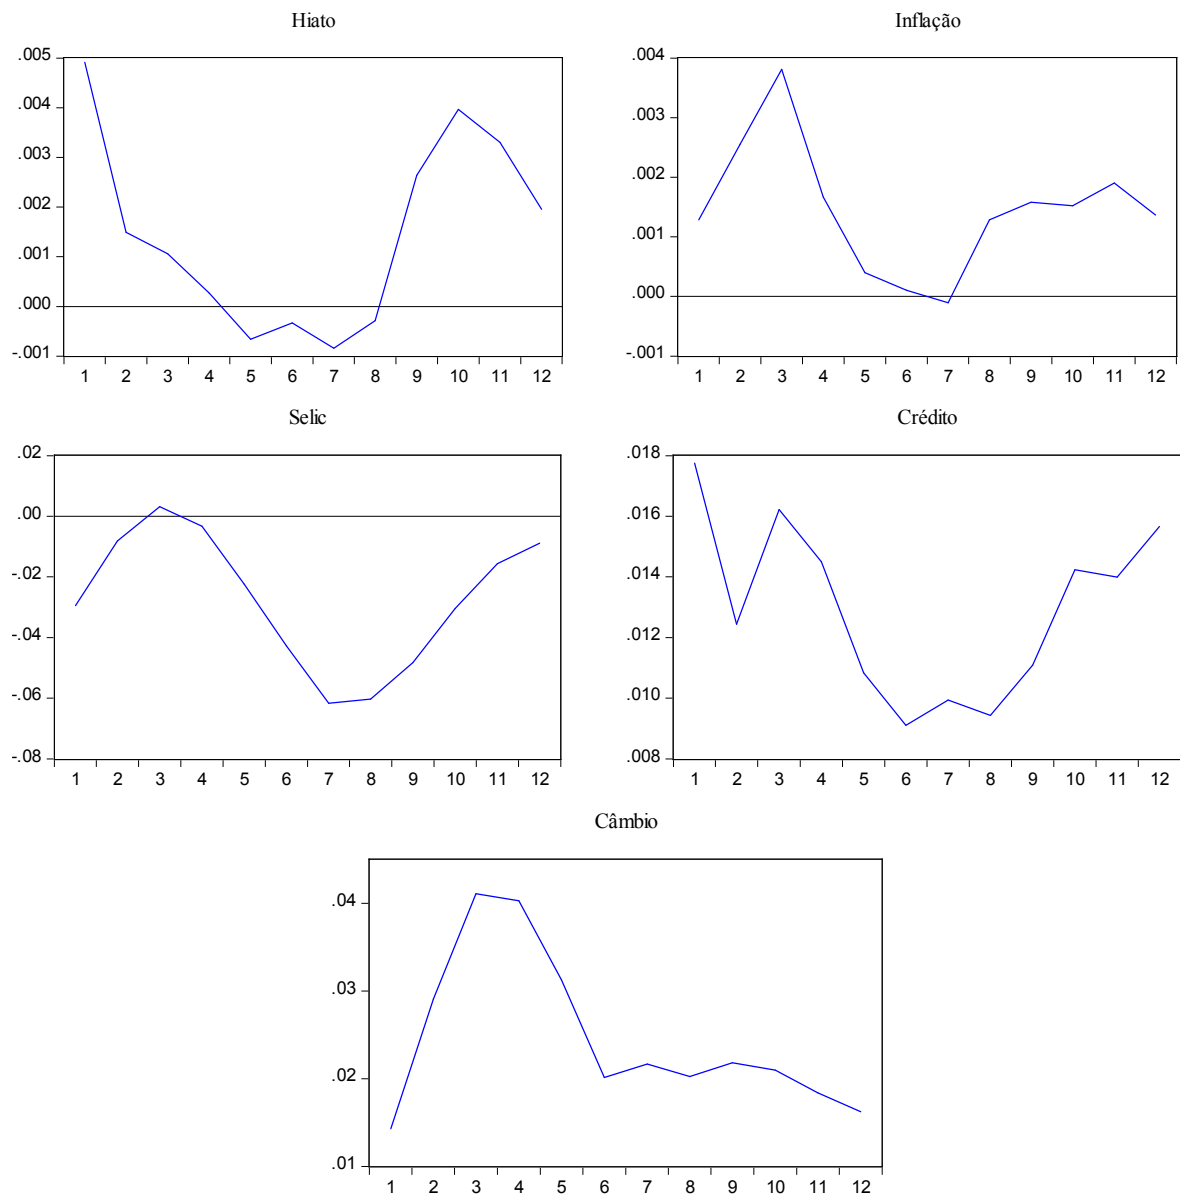 Hiato
.005
.004
.003
.002
.001
.000
-.001
1 2 3 4 5 6 7 8 9 10 11 12
Inflação
.004
.003
.002
.001
.000
-.001
1 2 3 4 5 6 7 8 9 10 11 12
Selic
.02
.00
-.02
-.04
-.06
-.08
1 2 3 4 5 6 7 8 9 10 11 12
Crédito
.018
.016
.014
.012
.010
.008
1 2 3 4 5 6 7 8 9 10 11 12
Câmbio
.04
.03
.02
.01
1 2 3 4 5 6 7 8 9 10 11 12